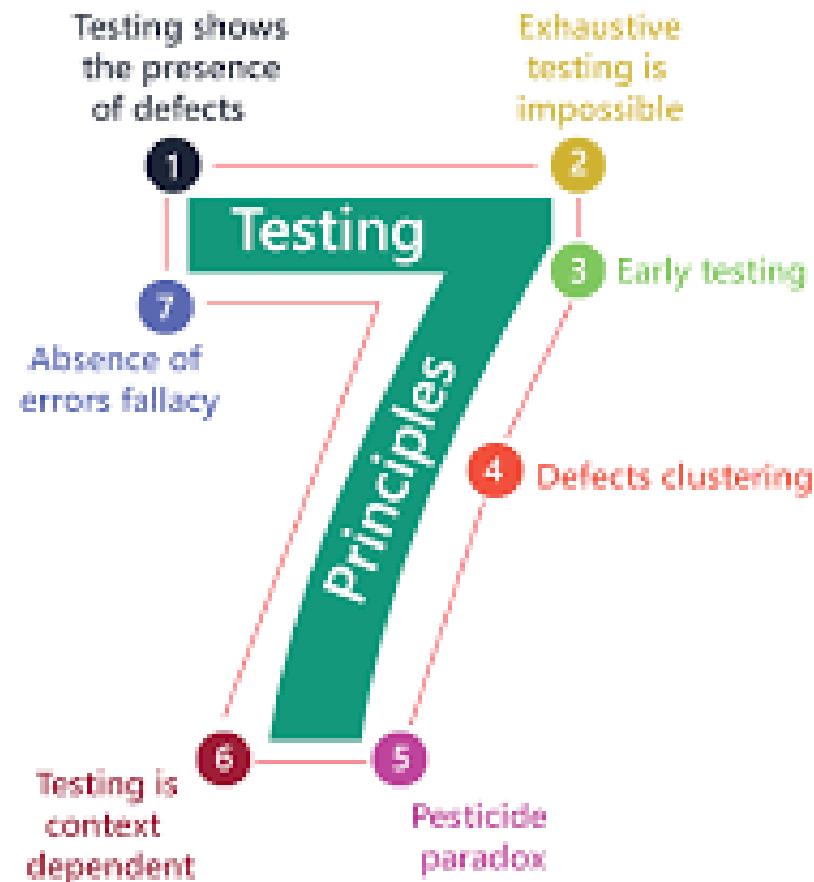 Testing shows
the presence
of defects
1
Exhaustive
testing is
impossible
2
Testing
Principles
3
Early testing
4
Defects clustering
5
Pesticide
paradox
6
Testing is
context
dependent
7
Absence of
errors fallacy